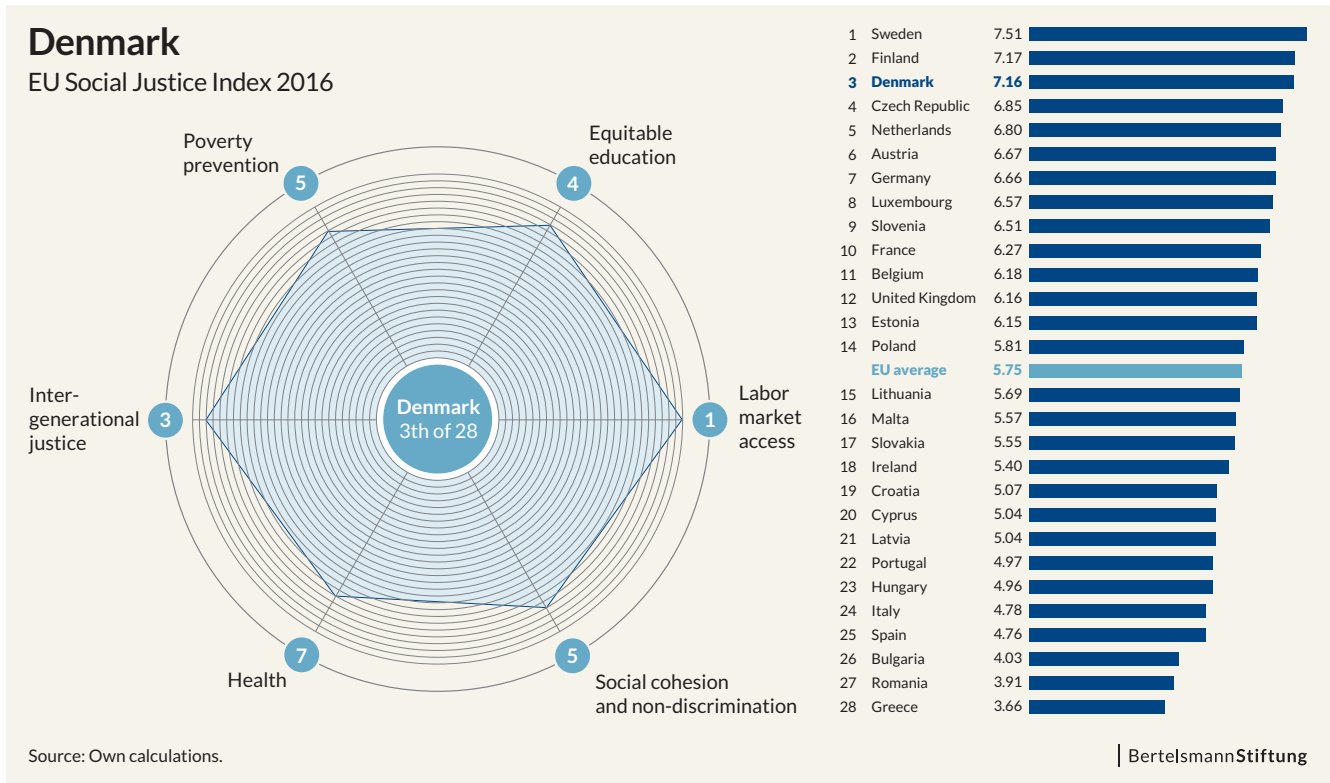 Denmark
EU Social Justice Index 2016
Poverty
prevention
5
Equitable
education
4
Inter-
generational
justice
3
Denmark
3th of 28
1
Labor
market
access
7
Health
5
Social cohesion
and non-discrimination
1 Sweden 7.51
2 Finland 7.17
3 Denmark 7.16
4 Czech Republic 6.85
5 Netherlands 6.80
6 Austria 6.67
7 Germany 6.66
8 Luxembourg 6.57
9 Slovenia 6.51
10 France 6.27
11 Belgium 6.18
12 United Kingdom 6.16
13 Estonia 6.15
14 Poland 5.81
EU average 5.75
15 Lithuania 5.69
16 Malta 5.57
17 Slovakia 5.55
18 Ireland 5.40
19 Croatia 5.07
20 Cyprus 5.04
21 Latvia 5.04
22 Portugal 4.97
23 Hungary 4.96
24 Italy 4.78
25 Spain 4.76
26 Bulgaria 4.03
27 Romania 3.91
28 Greece 3.66
Source: Own calculations.
BertelsmannStiftung